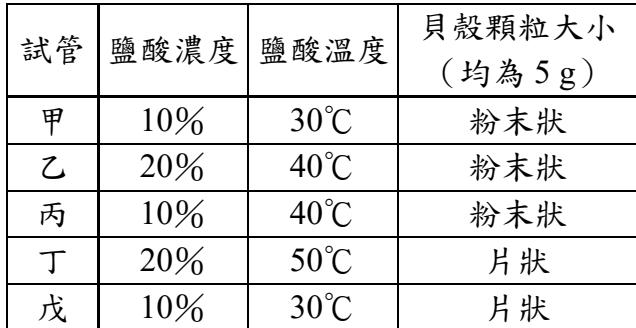 試管 鹽酸濃度 鹽酸溫度 貝殼顆粒大小
（均為 5 g）
甲 10% 30℃ 粉末狀
乙 20% 40℃ 粉末狀
丙 10% 40℃ 粉末狀
丁 20% 50℃ 片狀
戊 10% 30℃ 片狀